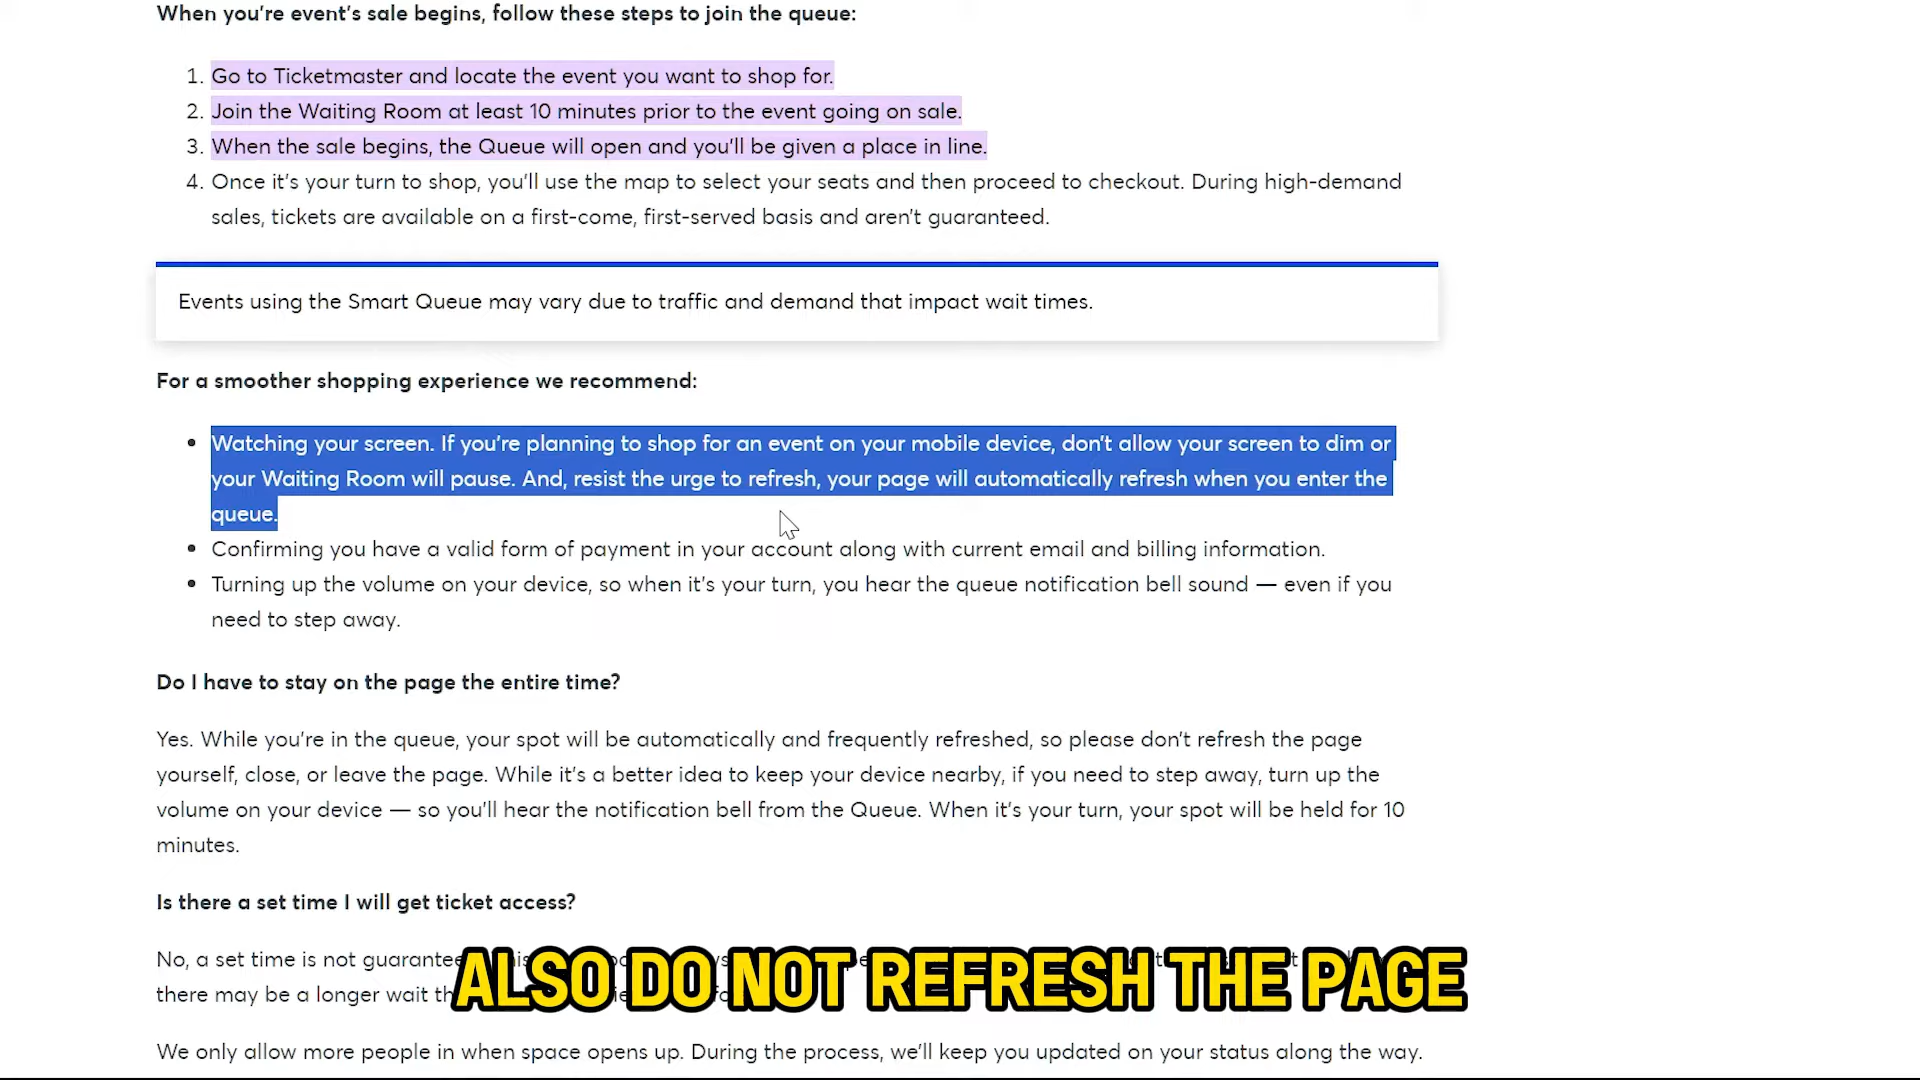 When you're event's sale begins, follow these steps to join the queue:
1. Go to Ticketmaster and locate the event you want to shop for.
2. Join the Waiting Room at least 10 minutes prior to the event going on sale.
3. When the sale begins, the Queue will open and you'll be given a place in line.
4. Once it's your turn to shop, you'll use the map to select your seats and then proceed to checkout. During high-demand
sales, tickets are available on a first-come, first-served basis and aren't guaranteed.
Events using the Smart Queue may vary due to traffic and demand that impact wait times.
For a smoother shopping experience we recommend:
• Watching your screen. If you're planning to shop for an event on your mobile device, don't allow your screen to dim or
your Waiting Room will pause. And, resist the urge to refresh, your page will automatically refresh when you enter the
queue.
• Confirming you have a valid form of payment in your account along with current email and billing information.
• Turning up the volume on your device, so when it's your turn, you hear the queue notification bell sound — even if you
need to step away.
Do I have to stay on the page the entire time?
Yes. While you're in the queue, your spot will be automatically and frequently refreshed, so please don't refresh the page
yourself, close, or leave the page. While it's a better idea to keep your device nearby, if you need to step away, turn up the
volume on your device — so you'll hear the notification bell from the Queue. When it's your turn, your spot will be held for 10
minutes.
Is there a set time I will get ticket access?
No, a set time is not
there may be a longer wait
ALSO DO NOT REFRESH THE PAGE
We only allow more people in when space opens up. During the process, we'll keep you updated on your status along the way.